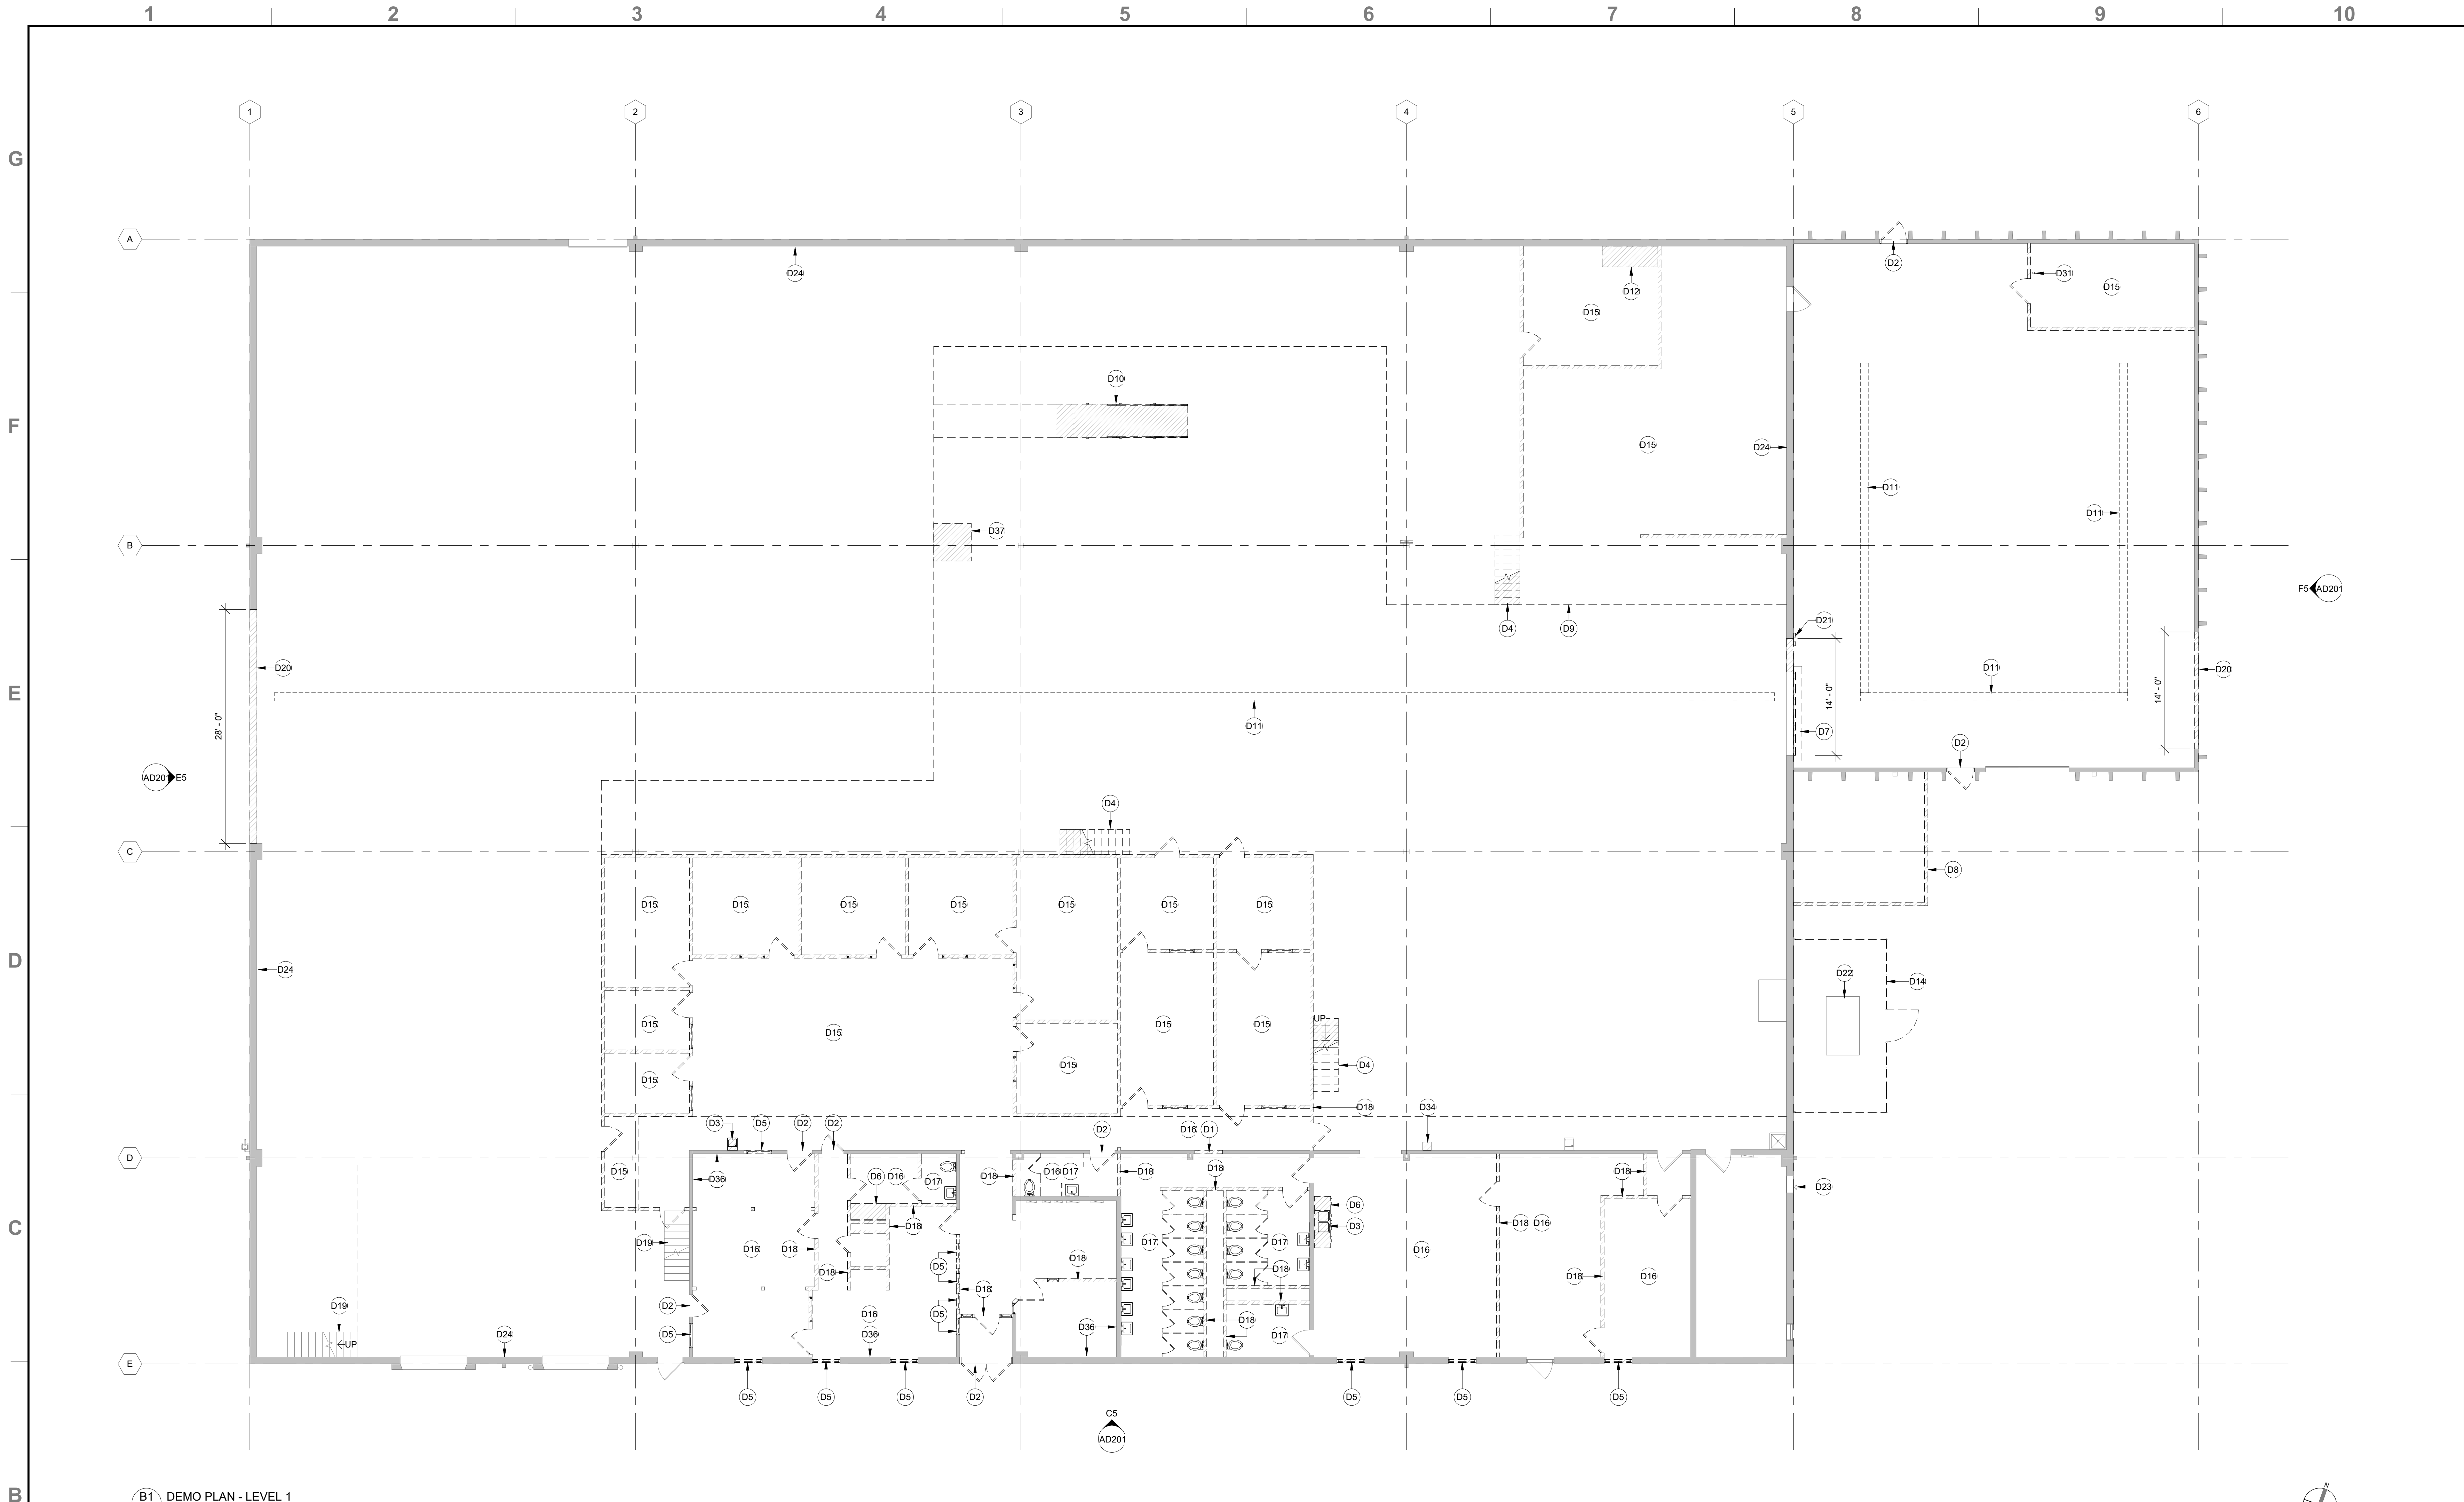 1 2 3 4 5 6 7 8 9 10
1 2 3 4 5 6
G
A
D24 D2 D31 D15
D12 D15
D10
F
D15 D24 D11 D11
D37
B
D4 D9
F5 AD201
D21
D20 D11 D20
E
28' - 0" 14' - 0" 14' - 0"
D11 D7 D2
AD201 E5
D4
C
D8
D15 D15 D15 D15 D15 D15 D15
D
D24 D22 D14
D15 D15 D15 D15 UP
D15 D15 D4
D18 D34
D3 D5 D2 D2 D2 D16 D1
D
D15 D36 D6 D16 D17 D18 D16 D17 D18 D18 D18 D23
D6
D18 D3
D19 D16 D18 D17 D17 D16 D18 D16
D18 D5 D18 D18 D18 D16
D18
D19 D2 D16 D5 D36 D18
UP D24 D5 D36 D17
E
D5 D5 D5 D2 D5 D5 D5
C
C5
AD201
B
B1 DEMO PLAN - LEVEL 1
N